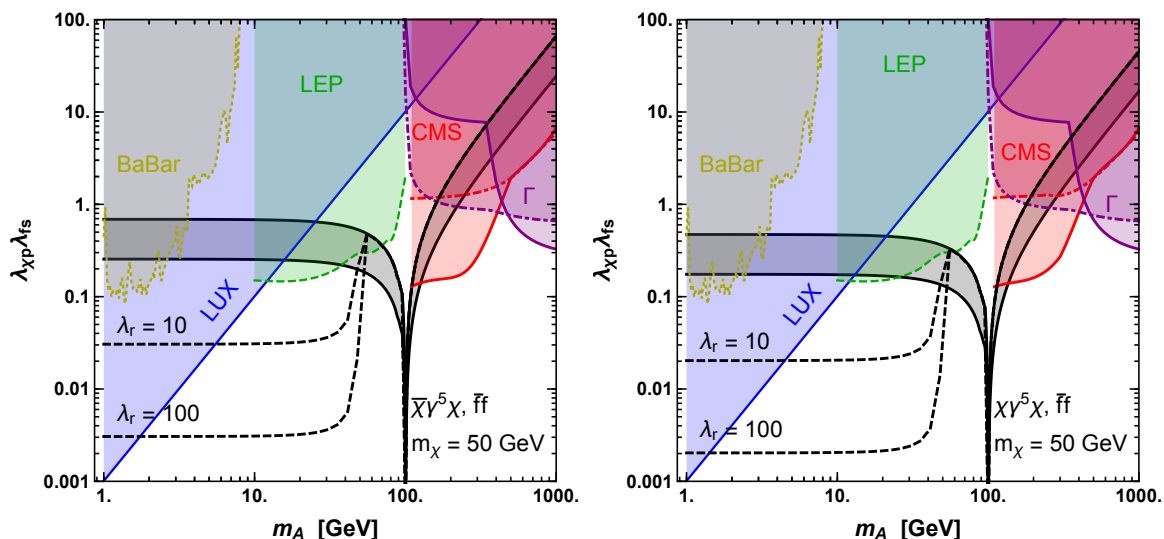 100.
10.
1
0.1
0.01
0.001
λχpλfs
BaBar
LEP
CMS
Γ
LUX
λr = 10
λr = 100
χ̅γ⁵χ, f̅f
mχ = 50 GeV
1.
10.
100.
1000.
mA [GeV]
100.
10.
1
0.1
0.01
0.001
λχpλfs
BaBar
LEP
CMS
Γ
LUX
λr = 10
λr = 100
χγ⁵χ, f̅f
mχ = 50 GeV
1.
10.
100.
1000.
mA [GeV]